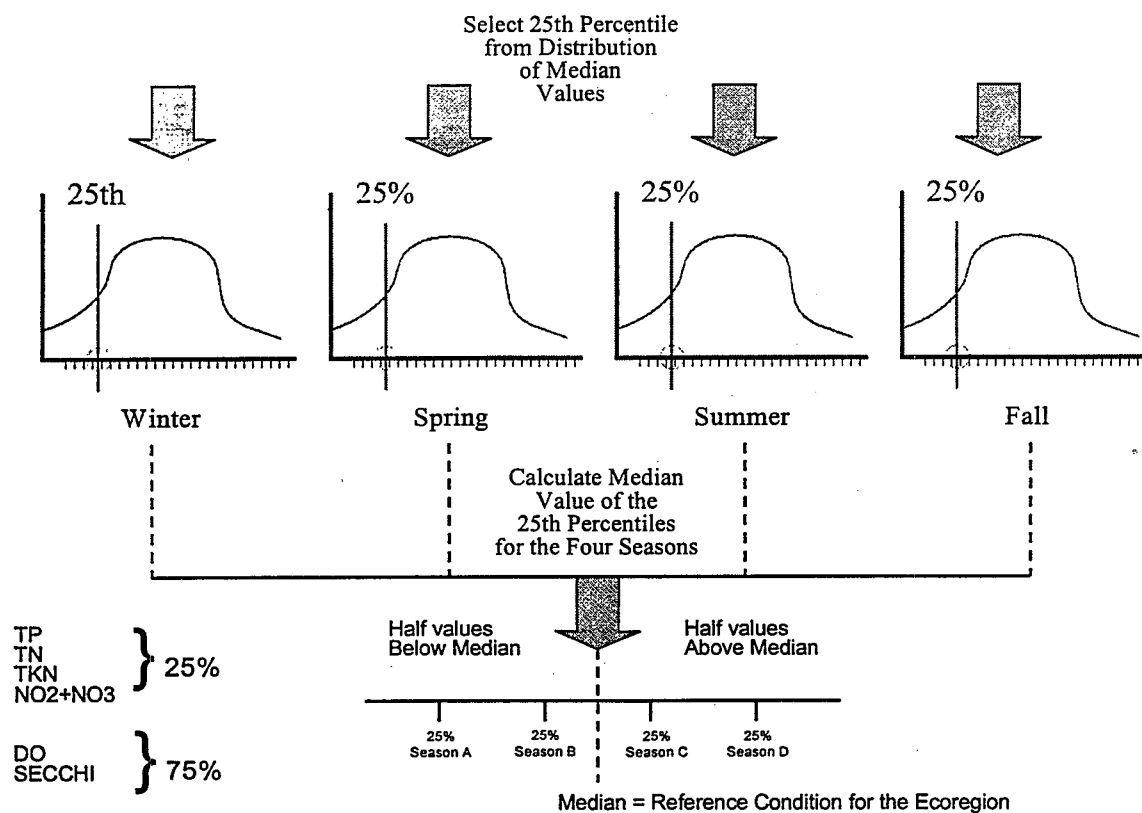 Select 25th Percentile
from Distribution
of Median
Values
25th
25%
25%
25%
Winter
Spring
Summer
Fall
Calculate Median
Value of the
25th Percentiles
for the Four Seasons
TP
TN
TKN
NO2+NO3
25%
DO
SECCHI
75%
Half values
Below Median
Half values
Above Median
25%
Season A
25%
Season B
25%
Season C
25%
Season D
Median = Reference Condition for the Ecoregion